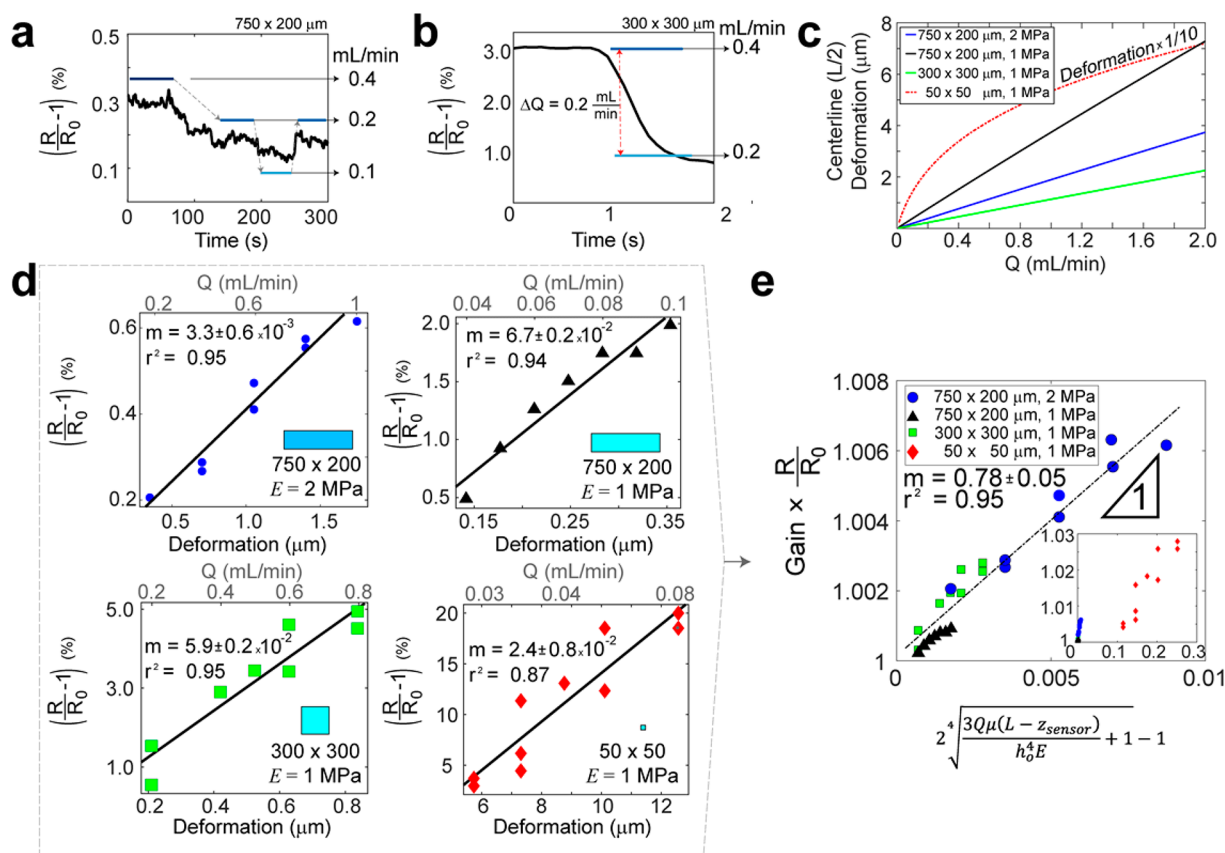 a
750 x 200 µm
mL/min
0.5
0.3
0.1
(R/R0 -1) (%)
0.4
0.2
0.1
0 100 200 300
Time (s)
b
300 x 300 µm
3.0
1.0
(R/R0 -1) (%)
ΔQ = 0.2 mL/min
0.4
0.2
0 1 2
Time (s)
c
750 x 200 µm, 2 MPa
750 x 200 µm, 1 MPa
300 x 300 µm, 1 MPa
50 x 50 µm, 1 MPa
Deformation x 1/10
Centerline (L/2)
Deformation (µm)
8
6
4
2
0 0.4 0.8 1.2 1.6 2.0
Q (mL/min)
d
Q (mL/min)
0.2 0.6 1
m = 3.3±0.6 x10-3
r2 = 0.95
(R/R0 -1) (%)
0.6
0.4
0.2
750 x 200
E = 2 MPa
0.5 1.0 1.5
Deformation (µm)
Q (mL/min)
0.04 0.06 0.08 0.1
m = 6.7±0.2 x10-2
r2 = 0.94
(R/R0 -1) (%)
2.0
1.5
1.0
0.5
750 x 200
E = 1 MPa
0.15 0.25 0.35
Deformation (µm)
Q (mL/min)
0.2 0.4 0.6 0.8
m = 5.9±0.2 x10-2
r2 = 0.95
(R/R0 -1) (%)
5.0
3.0
1.0
300 x 300
E = 1 MPa
0.2 0.4 0.6 0.8
Deformation (µm)
Q (mL/min)
0.03 0.04 0.08
m = 2.4±0.8 x10-2
r2 = 0.87
(R/R0 -1) (%)
20
15
10
5
50 x 50
E = 1 MPa
6 8 10 12
Deformation (µm)
e
1.008
1.006
1.004
1.002
1
Gain × R/R0
750 x 200 µm, 2 MPa
750 x 200 µm, 1 MPa
300 x 300 µm, 1 MPa
50 x 50 µm, 1 MPa
m = 0.78±0.05
r2 = 0.95
1
1.03
1.02
1.01
1
0 0.1 0.2 0.3
0 0.005 0.01
2 4√(3Qµ(L − zsensor)/(ho4E) + 1 − 1)